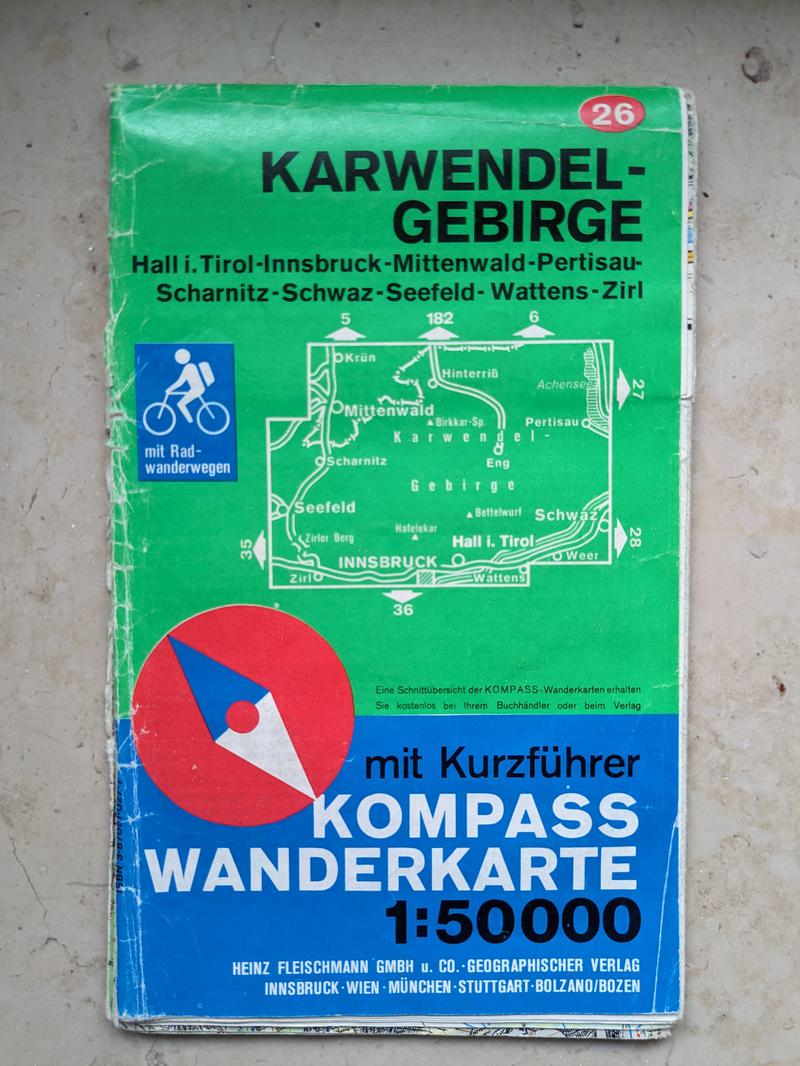 26
KARWENDEL-
GEBIRGE
Hall i. Tirol-Innsbruck-Mittenwald-Pertisau-
Scharnitz-Schwaz-Seefeld-Wattens-Zirl
5 182 6
Krün
Hinterriß
Achensee
27
Mittenwald
Birkkar-Sp.
Pertisau
Karwendel-
mit Rad-
wanderwegen
Scharnitz
Eng
Gebirge
Seefeld
Bettelwurf
Schwaz
Zirler Berg
Hafelekar
Hall i. Tirol
28
35
INNSBRUCK
Weer
Zirl
Wattens
36
Eine Schnittübersicht der KOMPASS-Wanderkarten erhalten
Sie kostenlos bei Ihrem Buchhändler oder beim Verlag
mit Kurzführer
KOMPASS
WANDERKARTE
1:50000
HEINZ FLEISCHMANN GMBH u. CO.·GEOGRAPHISCHER VERLAG
INNSBRUCK·WIEN·MÜNCHEN·STUTTGART·BOLZANO/BOZEN
ISBN